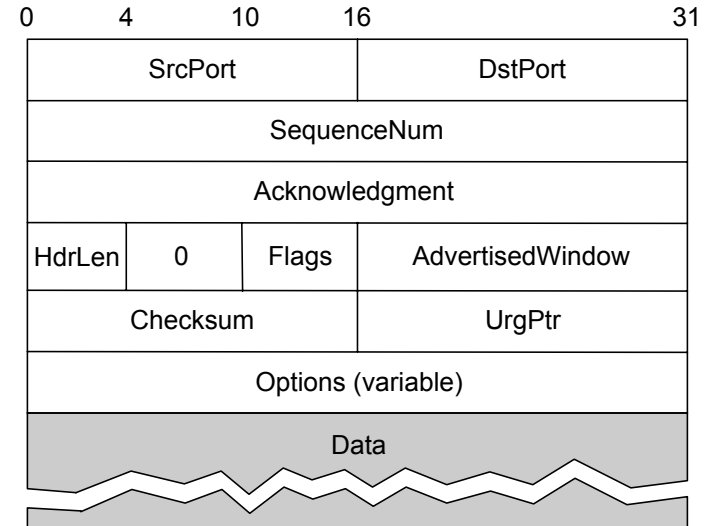 0 4 10 16 31
SrcPort DstPort
SequenceNum
Acknowledgment
HdrLen 0 Flags AdvertisedWindow
Checksum UrgPtr
Options (variable)
Data